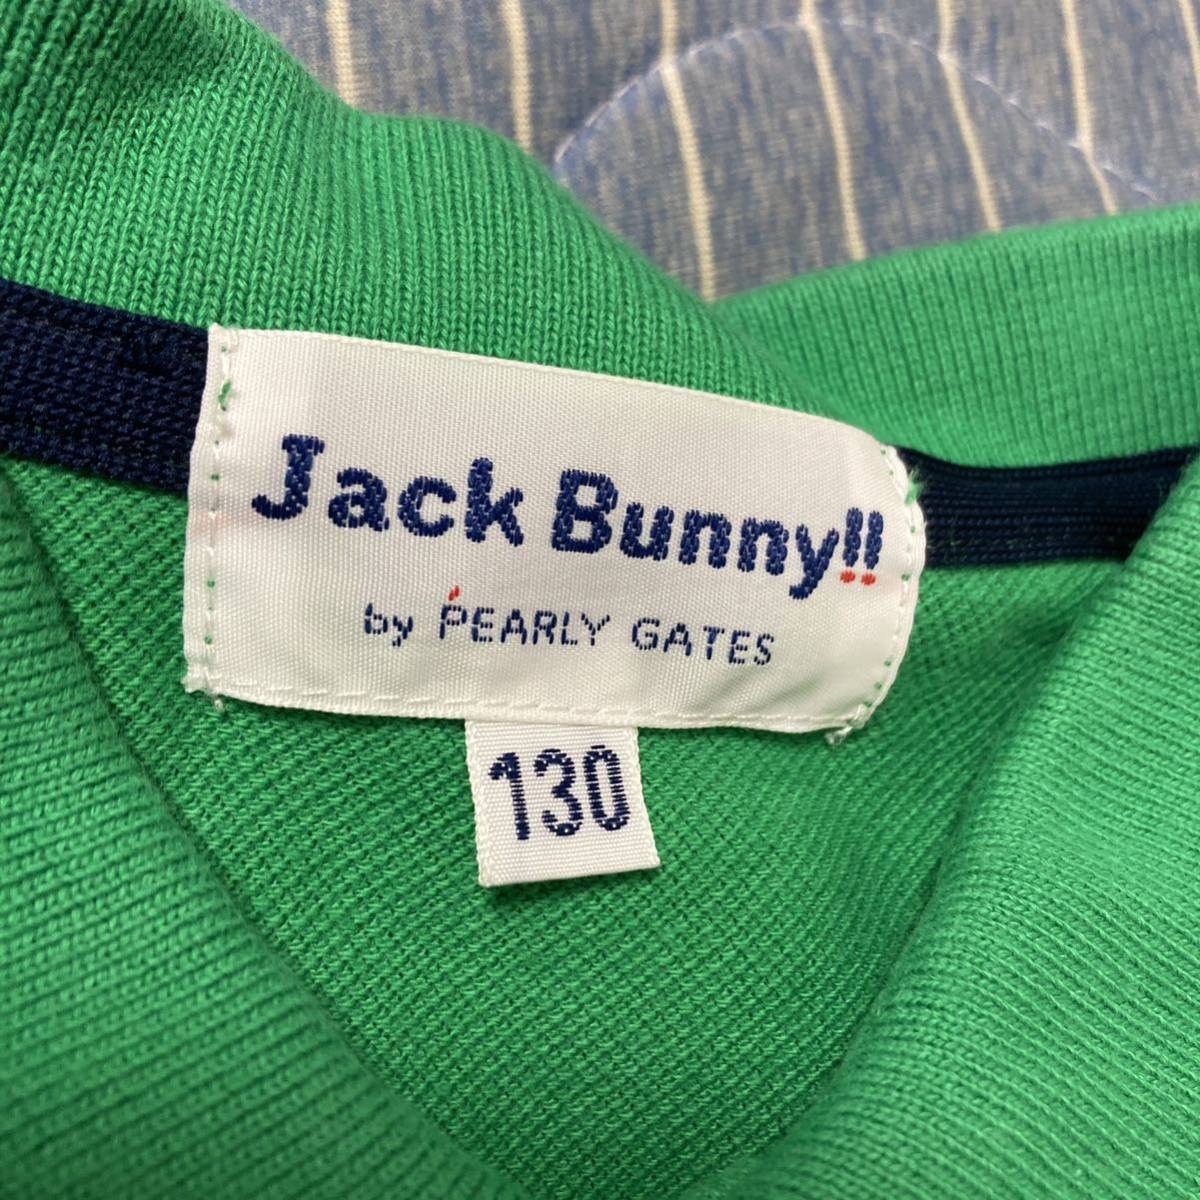 Jack Bunny!!
by PEARLY GATES
130